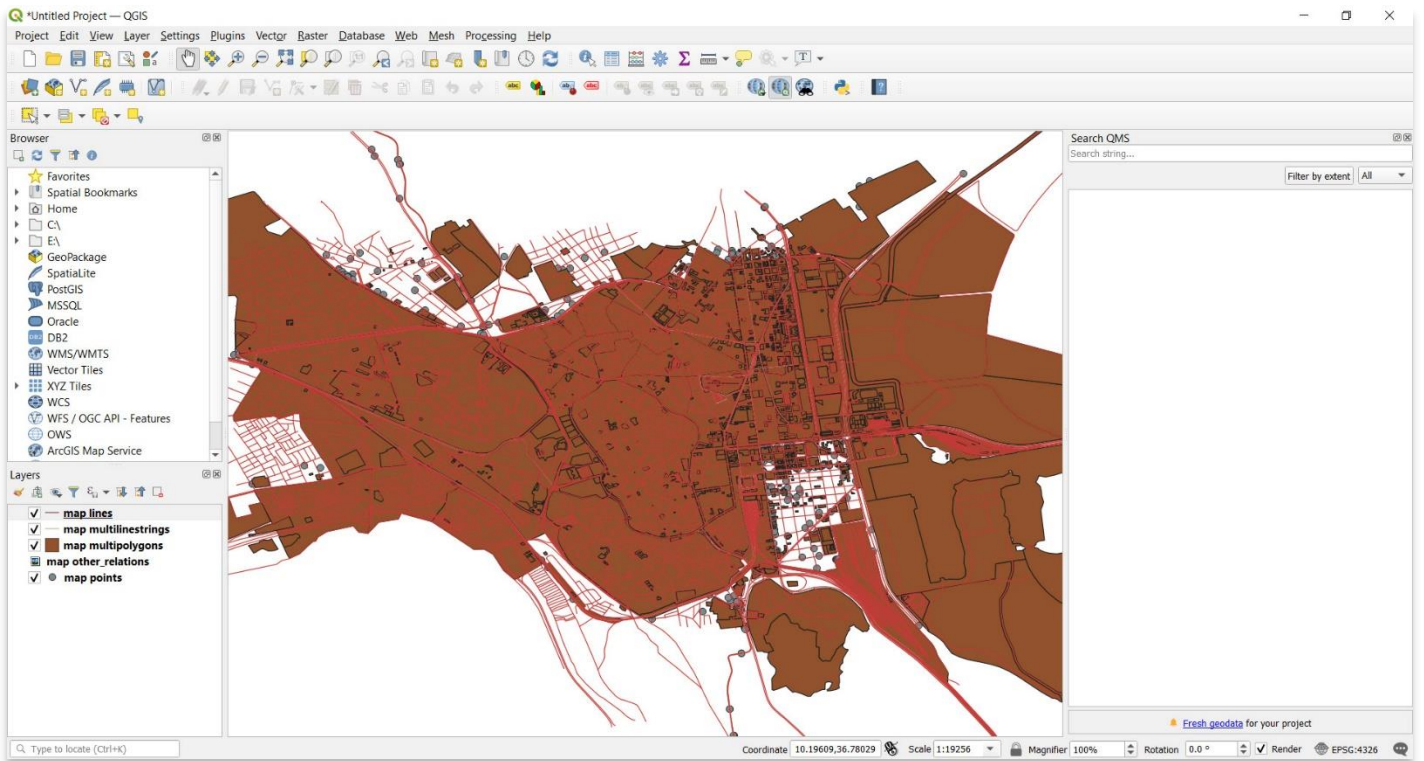 *Untitled Project — QGIS
Project Edit View Layer Settings Plugins Vector Raster Database Web Mesh Processing Help
Browser
Favorites
Spatial Bookmarks
Home
C:\
E:\
GeoPackage
SpatiaLite
PostGIS
MSSQL
Oracle
DB2
WMS/WMTS
Vector Tiles
XYZ Tiles
WCS
WFS / OGC API - Features
OWS
ArcGIS Map Service
Layers
map lines
map multilinestrings
map multipolygons
map other_relations
map points
Search QMS
Search string...
Filter by extent All
Fresh geodata for your project
Type to locate (Ctrl+K) Coordinate 10.19609,36.78029 Scale 1:19256 Magnifier 100% Rotation 0.0 ° Render EPSG:4326